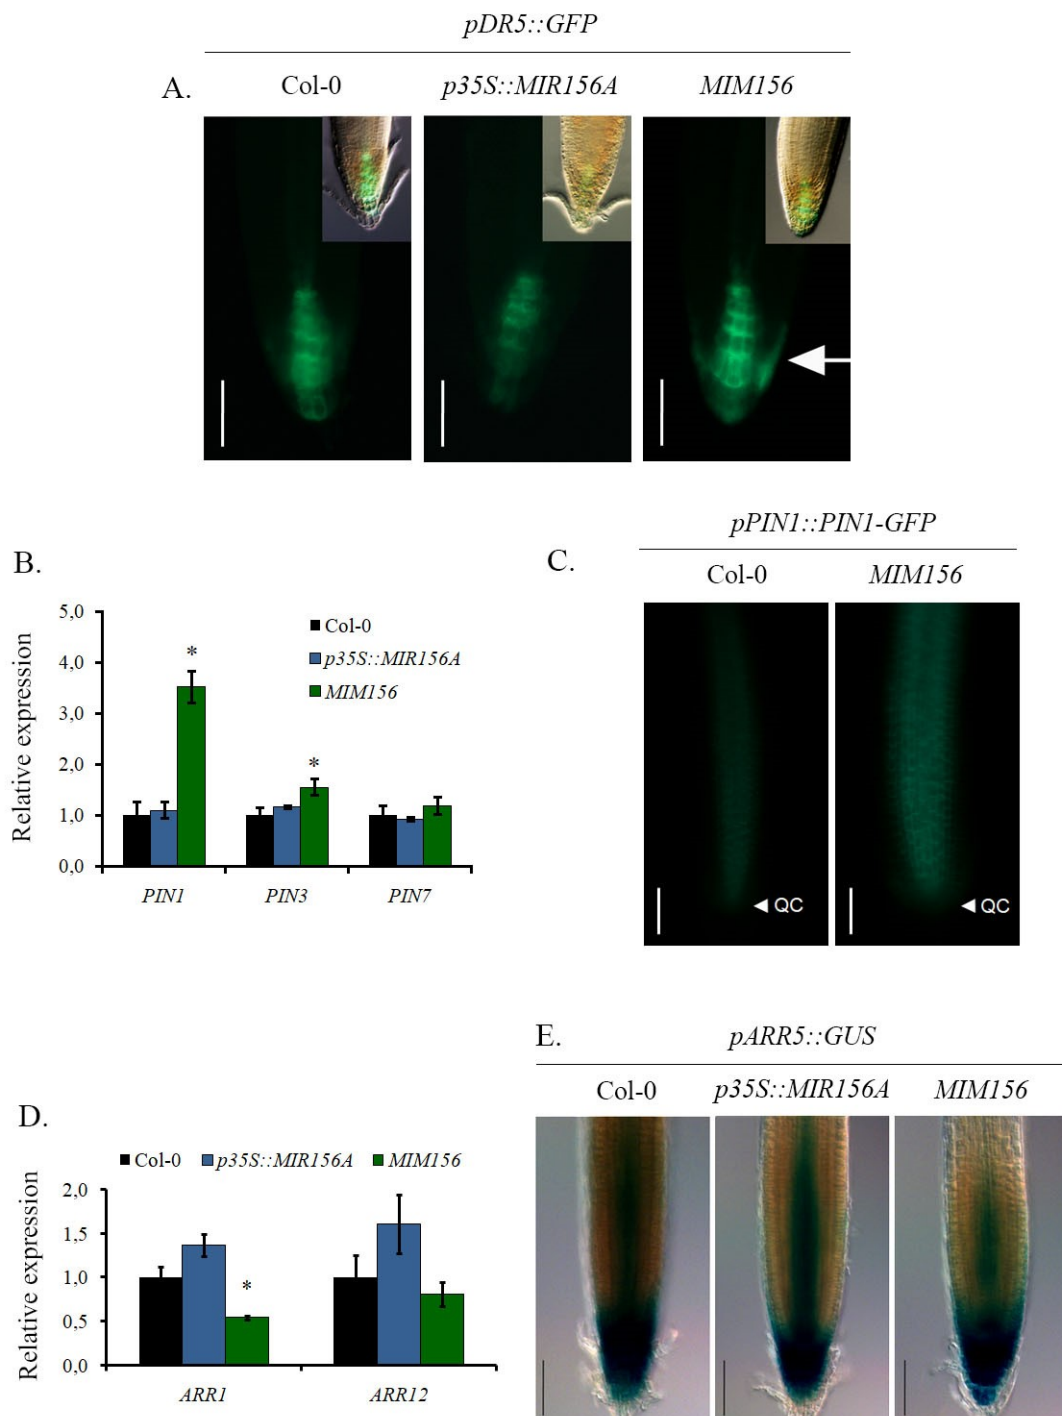 pDR5::GFP
A.
Col-0 p35S::MIR156A MIM156
pPIN1::PIN1-GFP
B.
C.
Col-0 MIM156
Relative expression
5,0
4,0
3,0
2,0
1,0
0,0
Col-0
p35S::MIR156A
MIM156
*
*
PIN1 PIN3 PIN7
QC
QC
E.
pARR5::GUS
Col-0 p35S::MIR156A MIM156
D.
Col-0 p35S::MIR156A MIM156
Relative expression
2,0
1,5
1,0
0,5
0,0
*
ARR1 ARR12